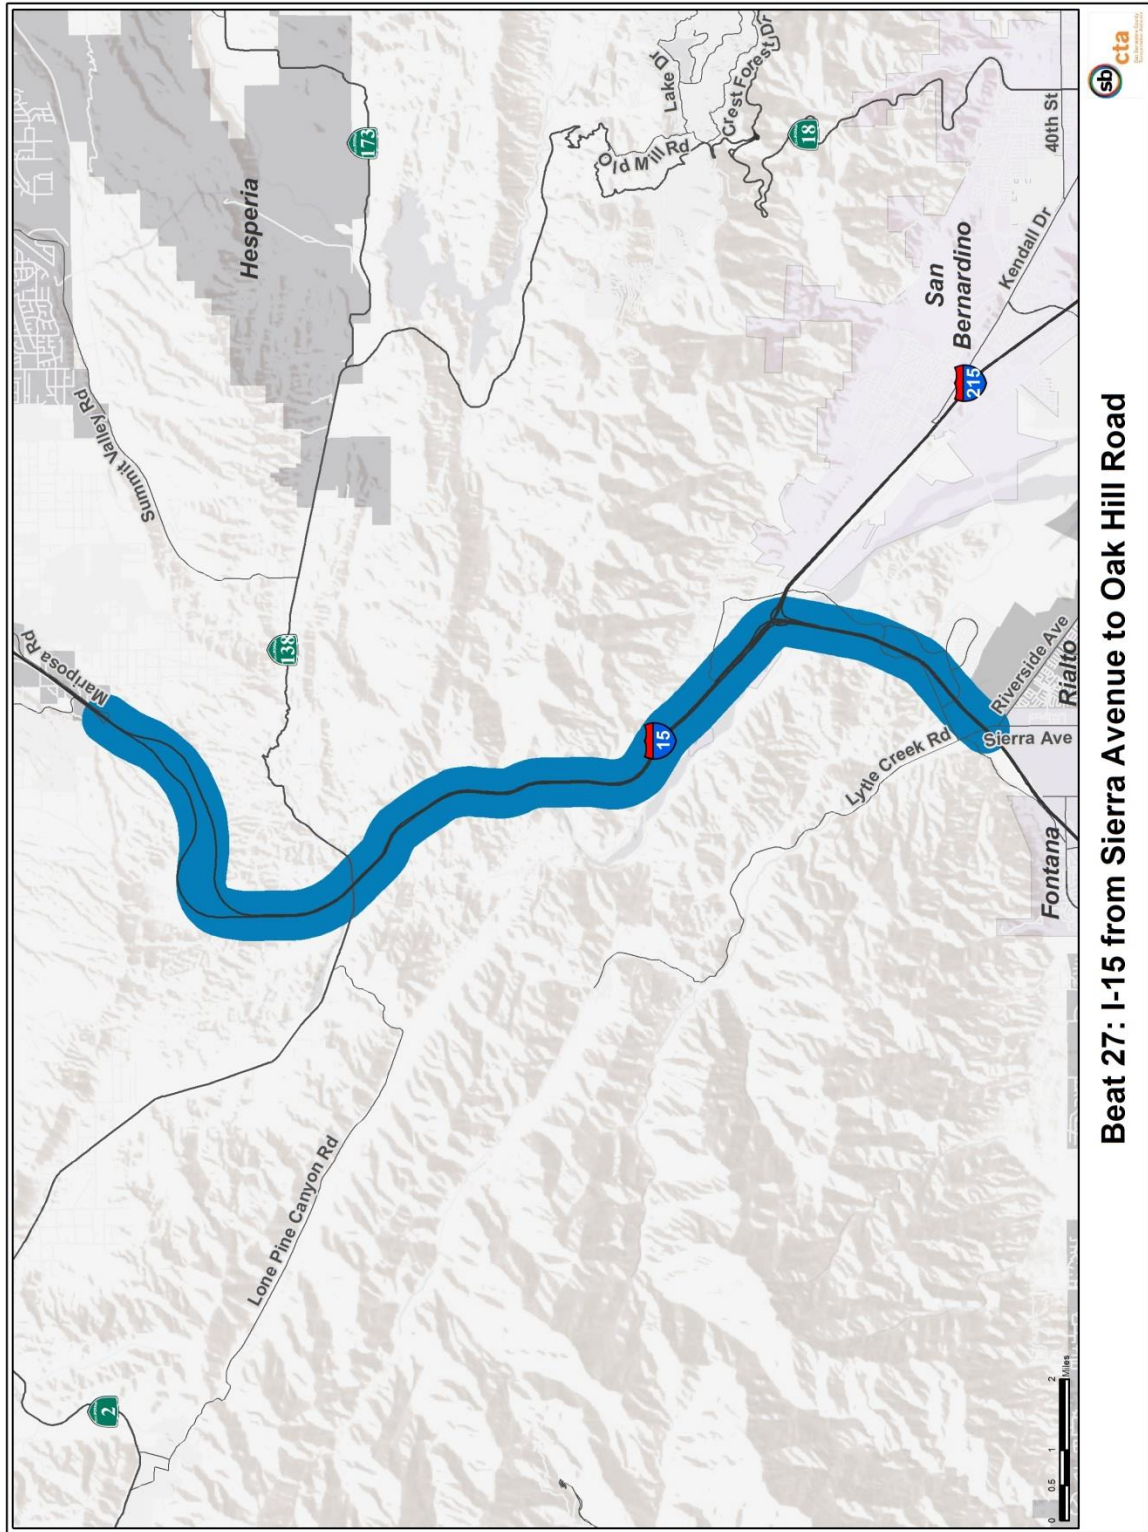 Mariposa Rd
Summit Valley Rd
Hesperia
138
173
2
Lone Pine Canyon Rd
Lake Dr
Old Mill Rd
Crest Forest Dr
18
15
215
San
Bernardino
Kendall Dr
40th St
Lytle Creek Rd
Sierra Ave
Riverside Ave
Rialto
Fontana
0 0.5 1 2
Miles
Beat 27: I-15 from Sierra Avenue to Oak Hill Road
sb cta